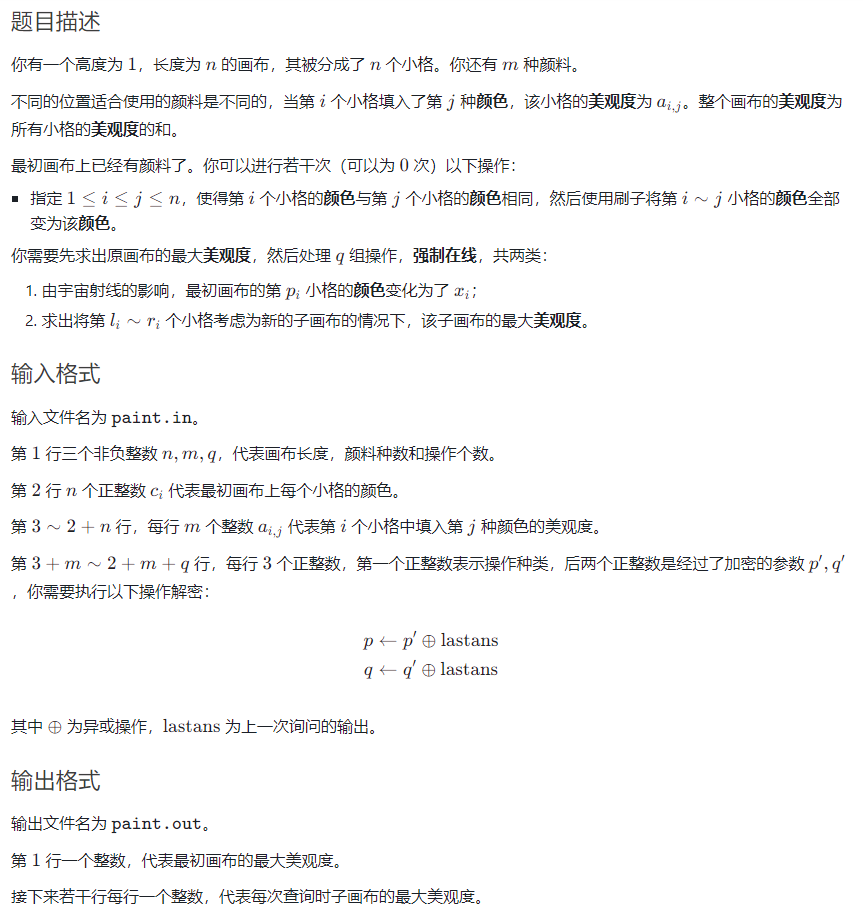 题目描述
你有一个高度为 1，长度为 n 的画布，其被分成了 n 个小格。你还有 m 种颜料。
不同的位置适合使用的颜料是不同的，当第 i 个小格填入了第 j 种颜色，该小格的美观度为 a_{i,j}。整个画布的美观度为
所有小格的美观度的和。
最初画布上已经有颜料了。你可以进行若干次（可以为 0 次）以下操作：
▪ 指定 1 ≤ i ≤ j ≤ n，使得第 i 个小格的颜色与第 j 个小格的颜色相同，然后使用刷子将第 i ∼ j 小格的颜色全部
变为该颜色。
你需要先求出原画布的最大美观度，然后处理 q 组操作，强制在线，共两类：
1. 由宇宙射线的影响，最初画布的第 p_i 小格的颜色变化为了 x_i；
2. 求出将第 l_i ∼ r_i 个小格考虑为新的子画布的情况下，该子画布的最大美观度。
输入格式
输入文件名为 paint.in。
第 1 行三个非负整数 n, m, q，代表画布长度，颜料种数和操作个数。
第 2 行 n 个正整数 c_i 代表最初画布上每个小格的颜色。
第 3 ∼ 2 + n 行，每行 m 个整数 a_{i,j} 代表第 i 个小格中填入第 j 种颜色的美观度。
第 3 + m ∼ 2 + m + q 行，每行 3 个正整数，第一个正整数表示操作种类，后两个正整数是经过了加密的参数 p′, q′
，你需要执行以下操作解密：
p ← p′ ⊕ lastans
q ← q′ ⊕ lastans
其中 ⊕ 为异或操作，lastans 为上一次询问的输出。
输出格式
输出文件名为 paint.out。
第 1 行一个整数，代表最初画布的最大美观度。
接下来若干行每行一个整数，代表每次查询时子画布的最大美观度。